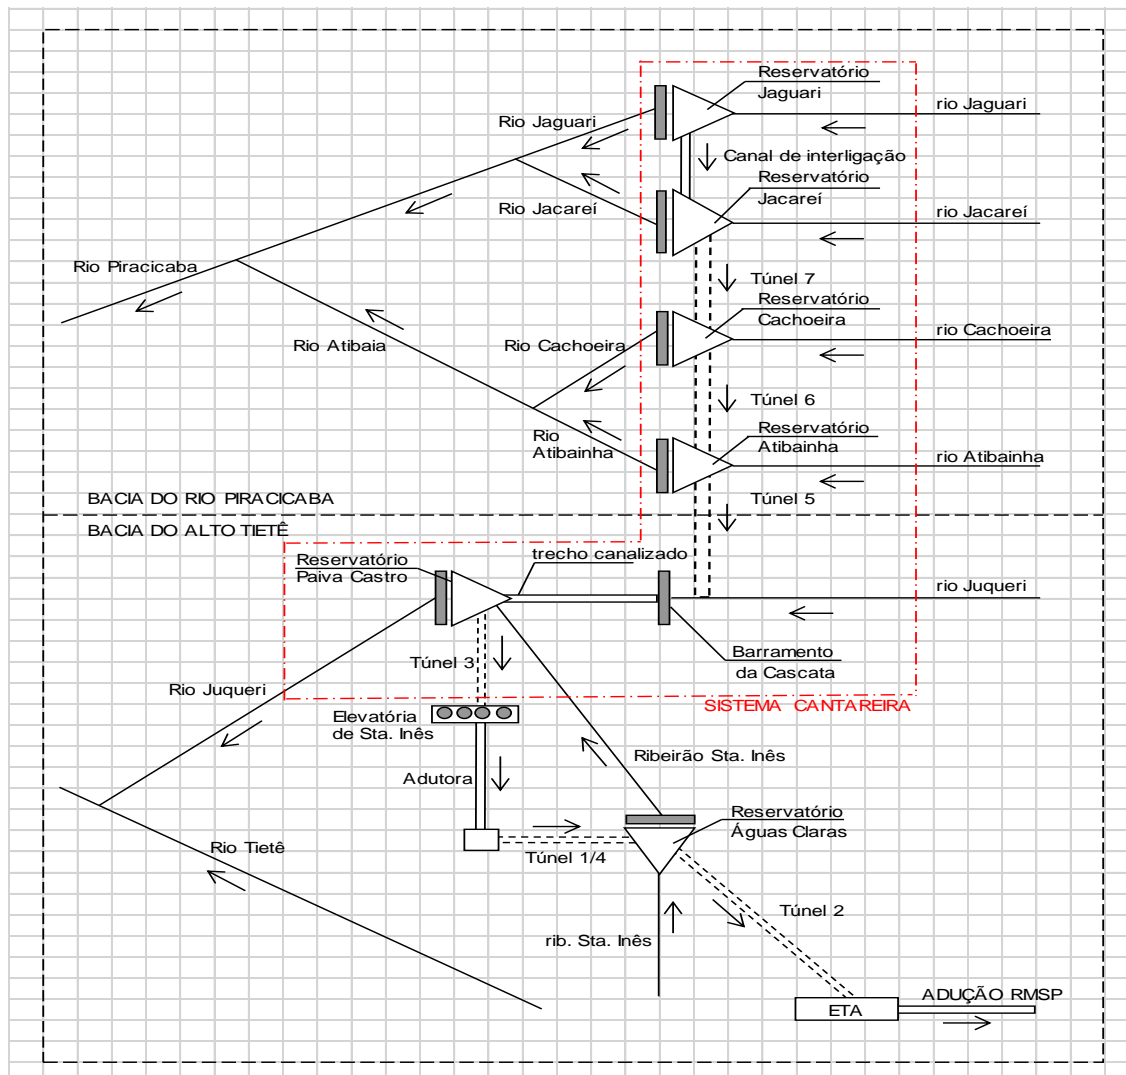 Reservatório
Jaguari
rio Jaguari
Rio Jaguari
Canal de interligação
Reservatório
Jacareí
Rio Jacareí
rio Jacareí
Rio Piracicaba
Túnel 7
Reservatório
Cachoeira
rio Cachoeira
Rio Atibaia
Rio Cachoeira
Túnel 6
Reservatório
Atibainha
Rio
Atibainha
rio Atibainha
BACIA DO RIO PIRACICABA
Túnel 5
BACIA DO ALTO TIETÊ
Reservatório
Paiva Castro
trecho canalizado
rio Juqueri
Túnel 3
Barramento
da Cascata
Rio Juqueri
SISTEMA CANTAREIRA
Elevatória
de Sta. Inês
Ribeirão Sta. Inês
Adutora
Reservatório
Águas Claras
Rio Tietê
Túnel 1/4
Túnel 2
rib. Sta. Inês
ADUÇÃO RMSP
ETA